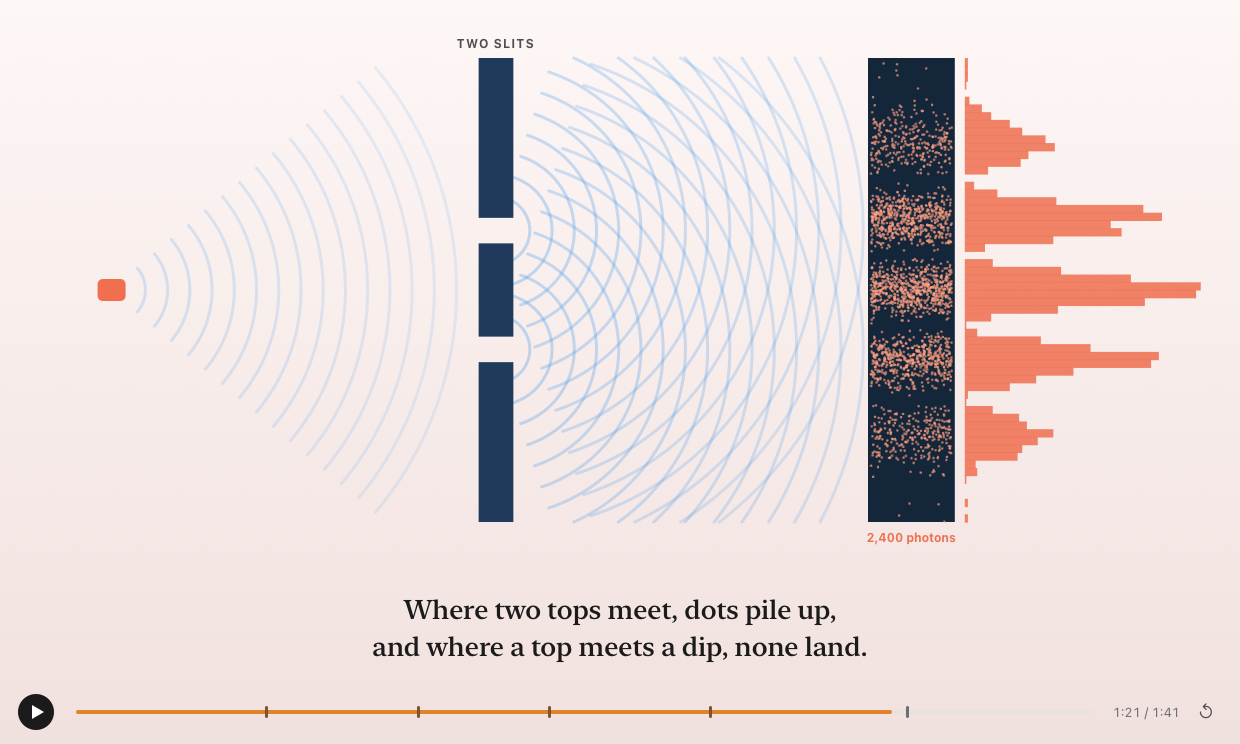 TWO SLITS
2,400 photons
Where two tops meet, dots pile up,
and where a top meets a dip, none land.
1:21 / 1:41